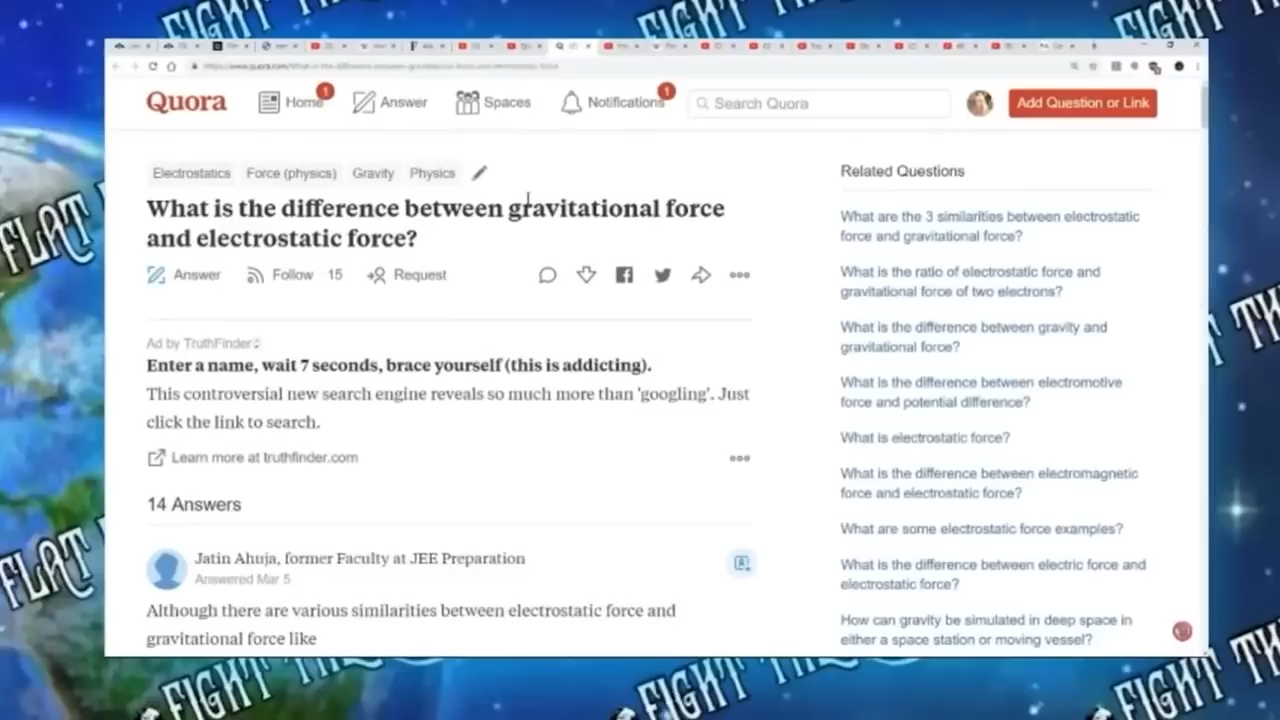 Quora
Home 1
Answer
Spaces
Notifications 1
Search Quora
Add Question or Link
Electrostatics Force (physics) Gravity Physics
What is the difference between gravitational force
and electrostatic force?
Answer Follow 15 Request
Ad by TruthFinder
Enter a name, wait 7 seconds, brace yourself (this is addicting).
This controversial new search engine reveals so much more than 'googling'. Just
click the link to search.
Learn more at truthfinder.com
14 Answers
Jatin Ahuja, former Faculty at JEE Preparation
Answered Mar 5
Although there are various similarities between electrostatic force and
gravitational force like
Related Questions
What are the 3 similarities between electrostatic
force and gravitational force?
What is the ratio of electrostatic force and
gravitational force of two electrons?
What is the difference between gravity and
gravitational force?
What is the difference between electromotive
force and potential difference?
What is electrostatic force?
What is the difference between electromagnetic
force and electrostatic force?
What are some electrostatic force examples?
What is the difference between electric force and
electrostatic force?
How can gravity be simulated in deep space in
either a space station or moving vessel?
FLAT
FLAT
FIGHT THE
FIGHT TH
FIGHT TH